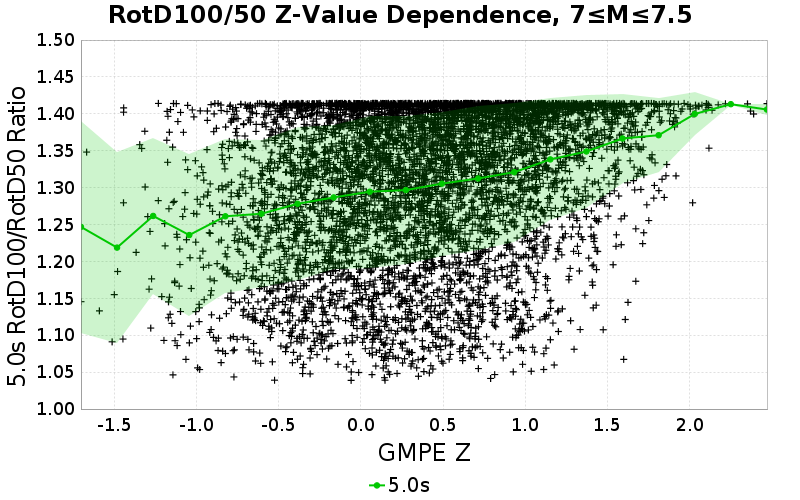 RotD100/50 Z-Value Dependence, 7≤M≤7.5
5.0s RotD100/RotD50 Ratio
1.50
1.45
1.40
1.35
1.30
1.25
1.20
1.15
1.10
1.05
1.00
-1.5 -1.0 -0.5 0.0 0.5 1.0 1.5 2.0
GMPE Z
5.0s